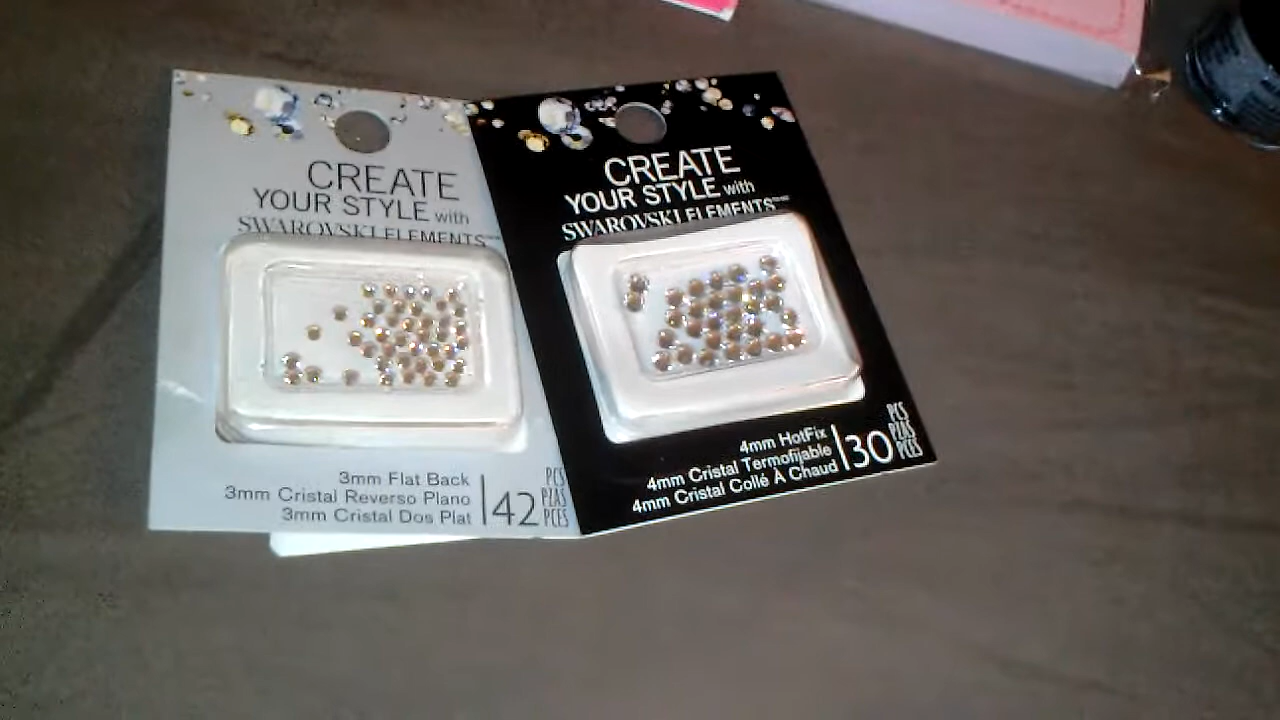 CREATE
YOUR STYLE with
SWAROVSKI ELEMENTS
3mm Flat Back
3mm Cristal Reverso Plano
3mm Cristal Dos Plat
42
PCS
PZAS
PCES
CREATE
YOUR STYLE with
SWAROVSKI ELEMENTS
4mm HotFix
4mm Cristal Termofijable
4mm Cristal Collé À Chaud
30
PCS
PZAS
PCES